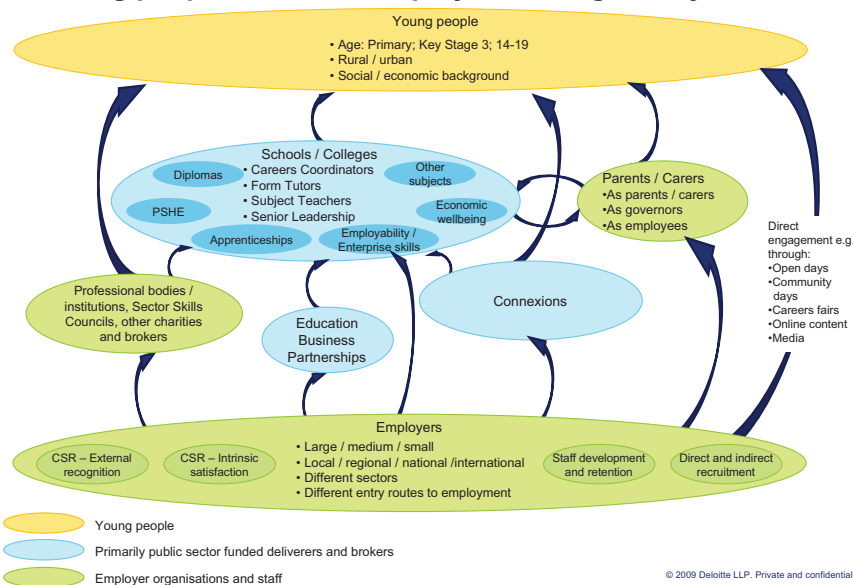 Young people
• Age: Primary; Key Stage 3; 14-19
• Rural / urban
• Social / economic background
Schools / Colleges
• Careers Coordinators
• Form Tutors
• Subject Teachers
• Senior Leadership
Diplomas
PSHE
Apprenticeships
Employability /
Enterprise skills
Other
subjects
Economic
wellbeing
Parents / Carers
•As parents / carers
•As governors
•As employees
Direct
engagement e.g.
through:
•Open days
•Community
days
•Careers fairs
•Online content
•Media
Professional bodies /
institutions, Sector Skills
Councils, other charities
and brokers
Education
Business
Partnerships
Connexions
Employers
• Large / medium / small
• Local / regional / national /international
• Different sectors
• Different entry routes to employment
CSR – External
recognition
CSR – Intrinsic
satisfaction
Staff development
and retention
Direct and indirect
recruitment
Young people
Primarily public sector funded deliverers and brokers
Employer organisations and staff
© 2009 Deloitte LLP. Private and confidential